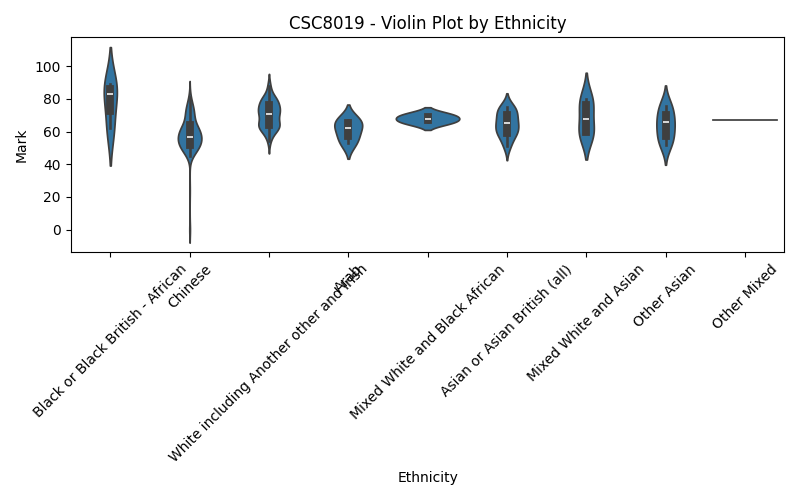 CSC8019 - Violin Plot by Ethnicity
Mark
100
80
60
40
20
0
Black or Black British - African
Chinese
White including Another other and Irish
Arab
Mixed White and Black African
Asian or Asian British (all)
Mixed White and Asian
Other Asian
Other Mixed
Ethnicity